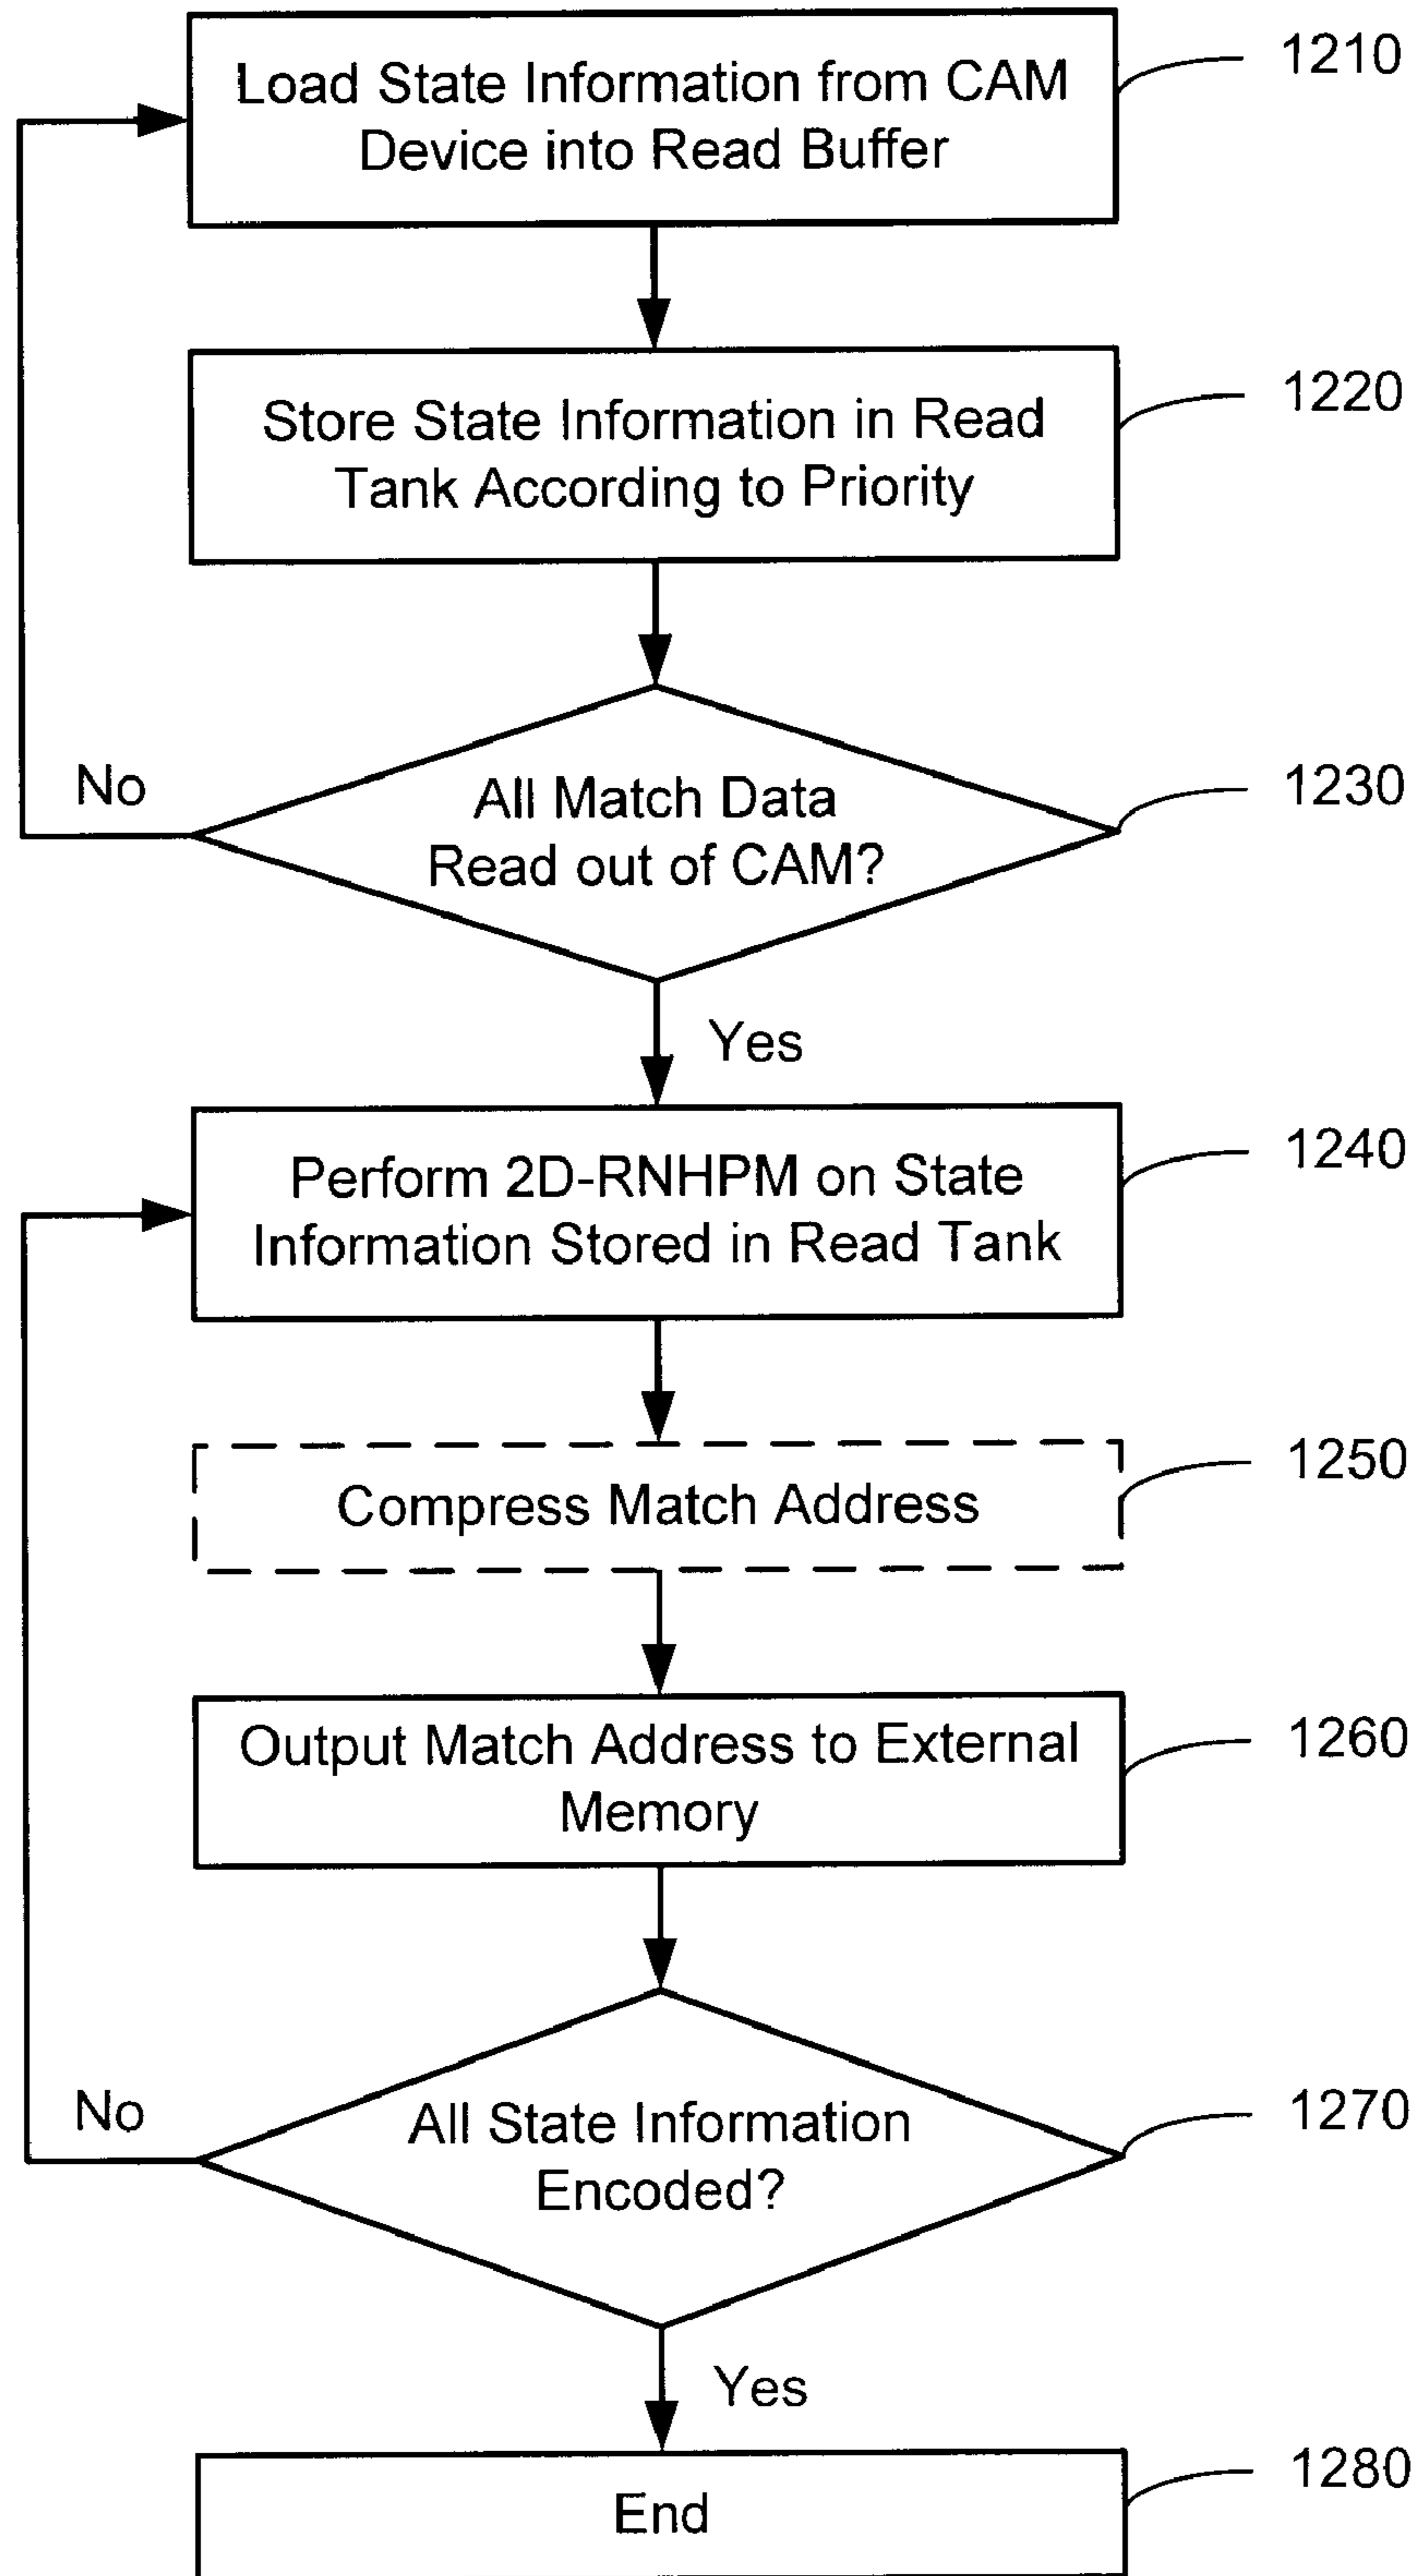 Load State Information from CAM
Device into Read Buffer
1210
Store State Information in Read
Tank According to Priority
1220
All Match Data
Read out of CAM?
1230
No
Yes
Perform 2D-RNHPM on State
Information Stored in Read Tank
1240
Compress Match Address
1250
Output Match Address to External
Memory
1260
All State Information
Encoded?
1270
No
Yes
End
1280